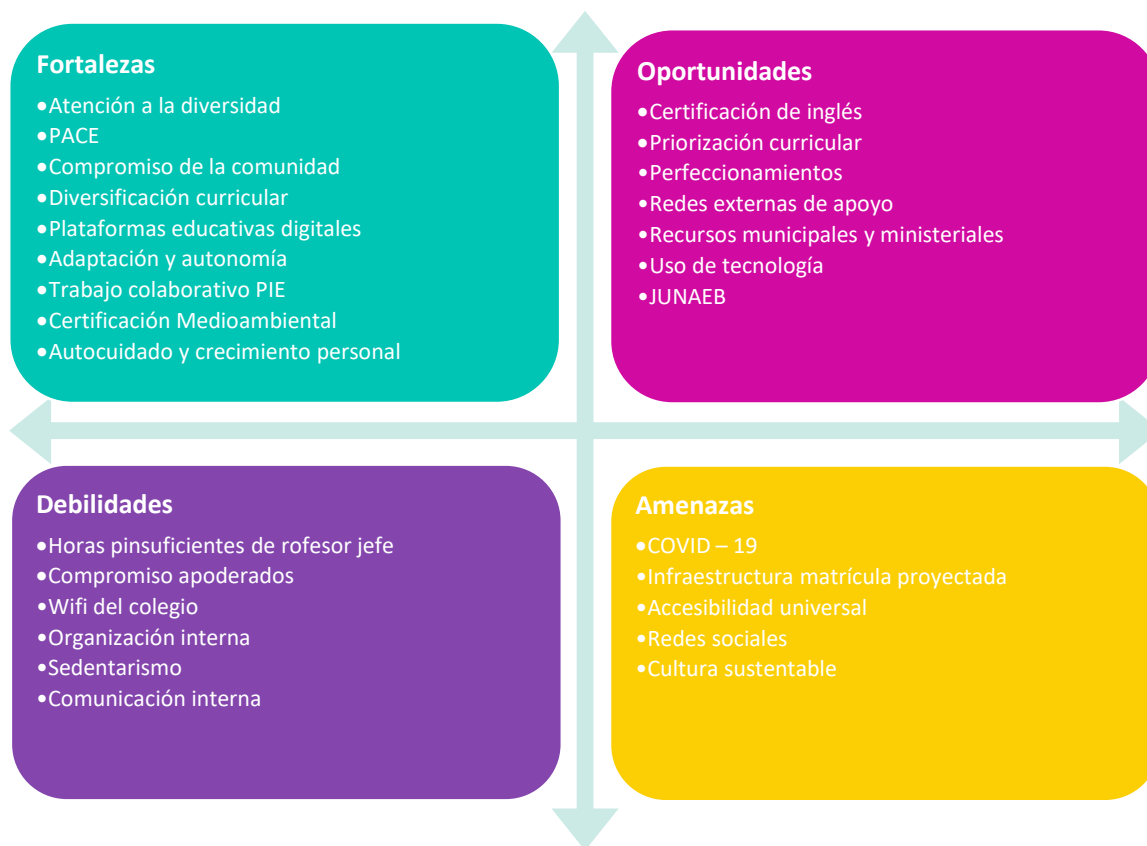 Fortalezas
•Atención a la diversidad
•PACE
•Compromiso de la comunidad
•Diversificación curricular
•Plataformas educativas digitales
•Adaptación y autonomía
•Trabajo colaborativo PIE
•Certificación Medioambiental
•Autocuidado y crecimiento personal
Oportunidades
•Certificación de inglés
•Priorización curricular
•Perfeccionamientos
•Redes externas de apoyo
•Recursos municipales y ministeriales
•Uso de tecnología
•JUNAEB
Debilidades
•Horas pinsuficientes de rofesor jefe
•Compromiso apoderados
•Wifi del colegio
•Organización interna
•Sedentarismo
•Comunicación interna
Amenazas
•COVID – 19
•Infraestructura matrícula proyectada
•Accesibilidad universal
•Redes sociales
•Cultura sustentable